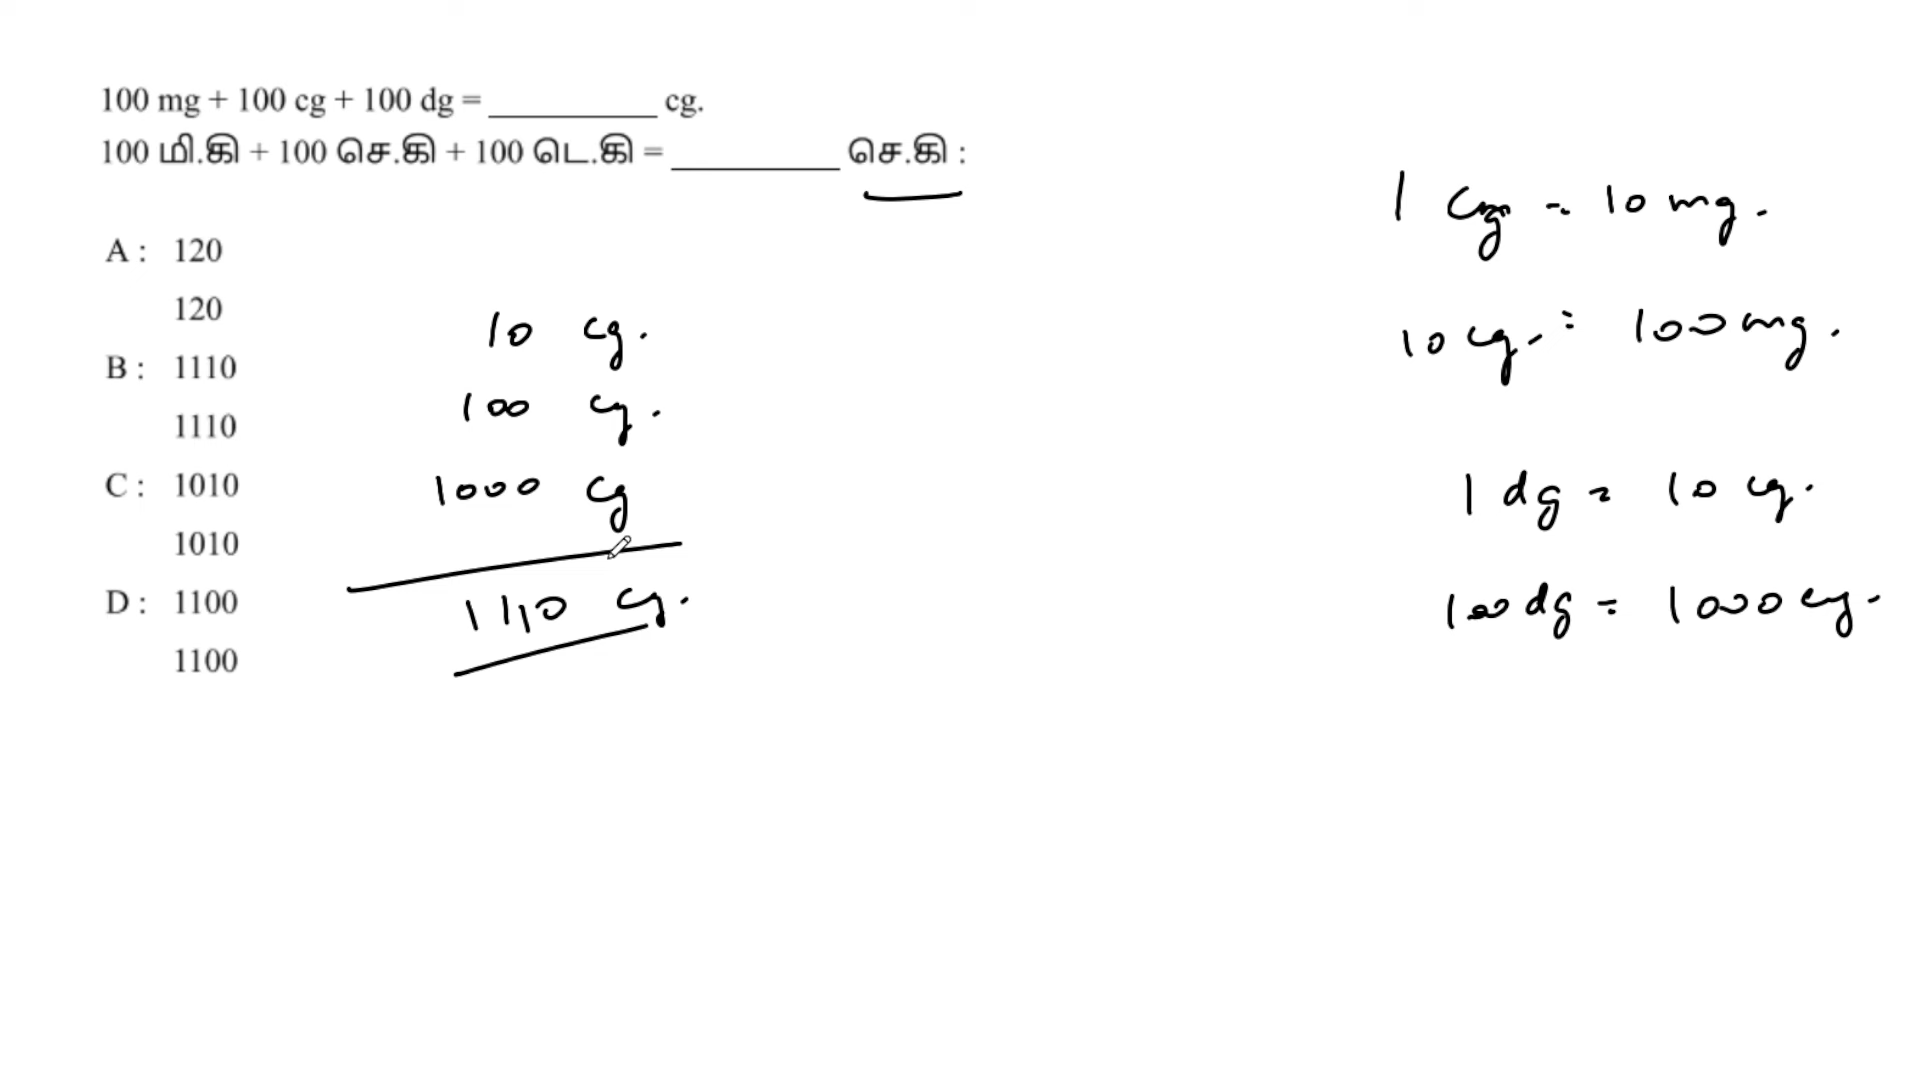 100 mg + 100 cg + 100 dg = __________ cg.
100 மி.கி + 100 செ.கி + 100 டெ.கி = __________ செ.கி :
A : 120
120
B : 1110
1110
C : 1010
1010
D : 1100
1100
10 cg.
100 cg.
1000 cg
1110 cg.
1 cg = 10 mg.
10 cg. = 100 mg.
1 dg = 10 cg.
100 dg = 1000 cg.